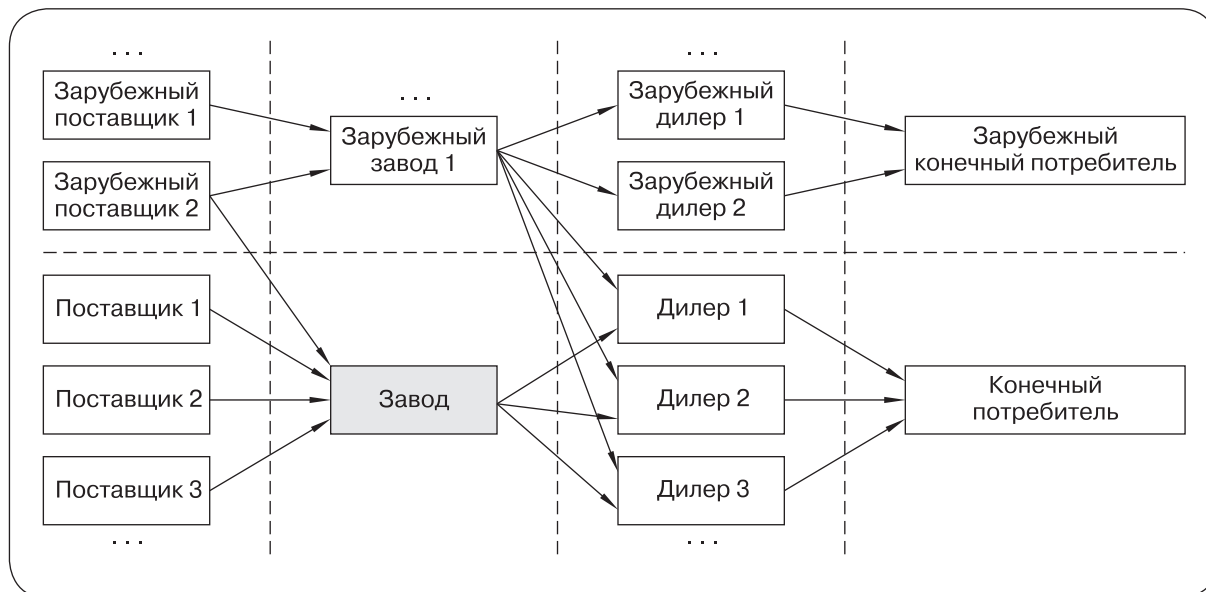 . . .
Зарубежный
поставщик 1
Зарубежный
поставщик 2
Поставщик 1
Поставщик 2
Поставщик 3
. . .
. . .
Зарубежный
завод 1
Завод
. . .
Зарубежный
дилер 1
Зарубежный
дилер 2
Дилер 1
Дилер 2
Дилер 3
. . .
Зарубежный
конечный потребитель
Конечный
потребитель